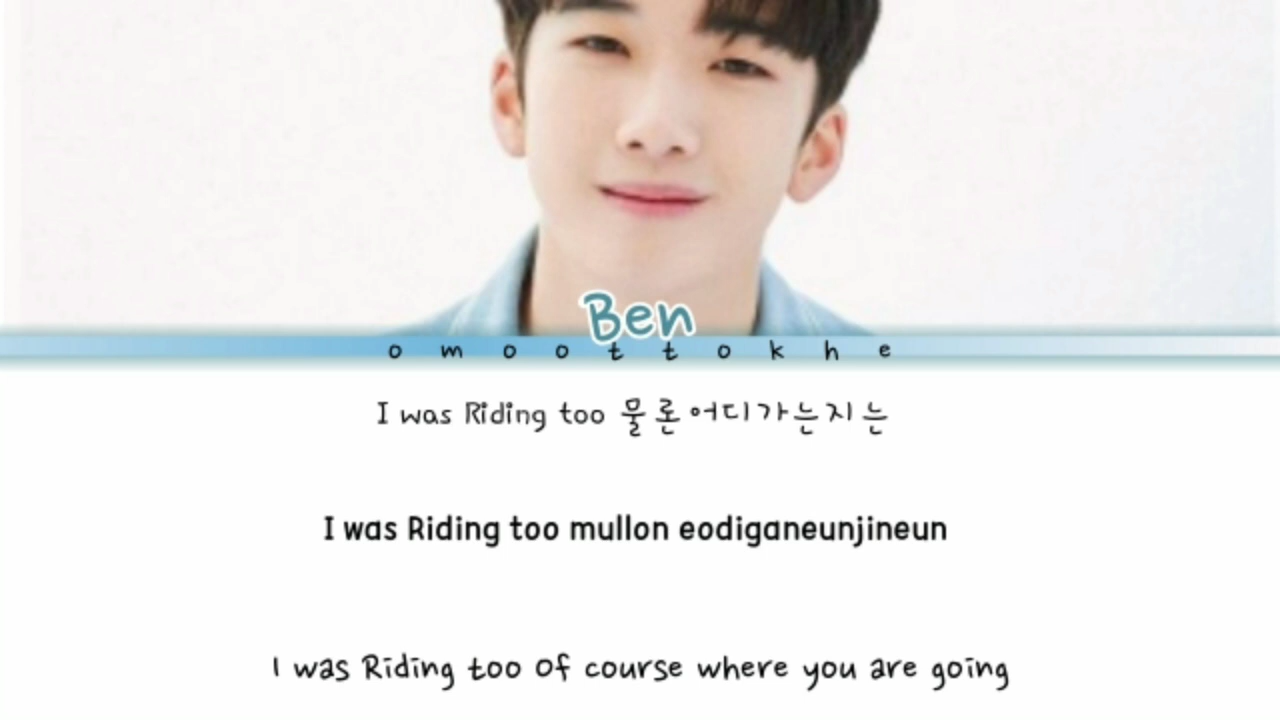 Ben
omoottokhe
I was Riding too 물론어디가는지는
I was Riding too mullon eodiganeunjineun
I was Riding too Of course where you are going